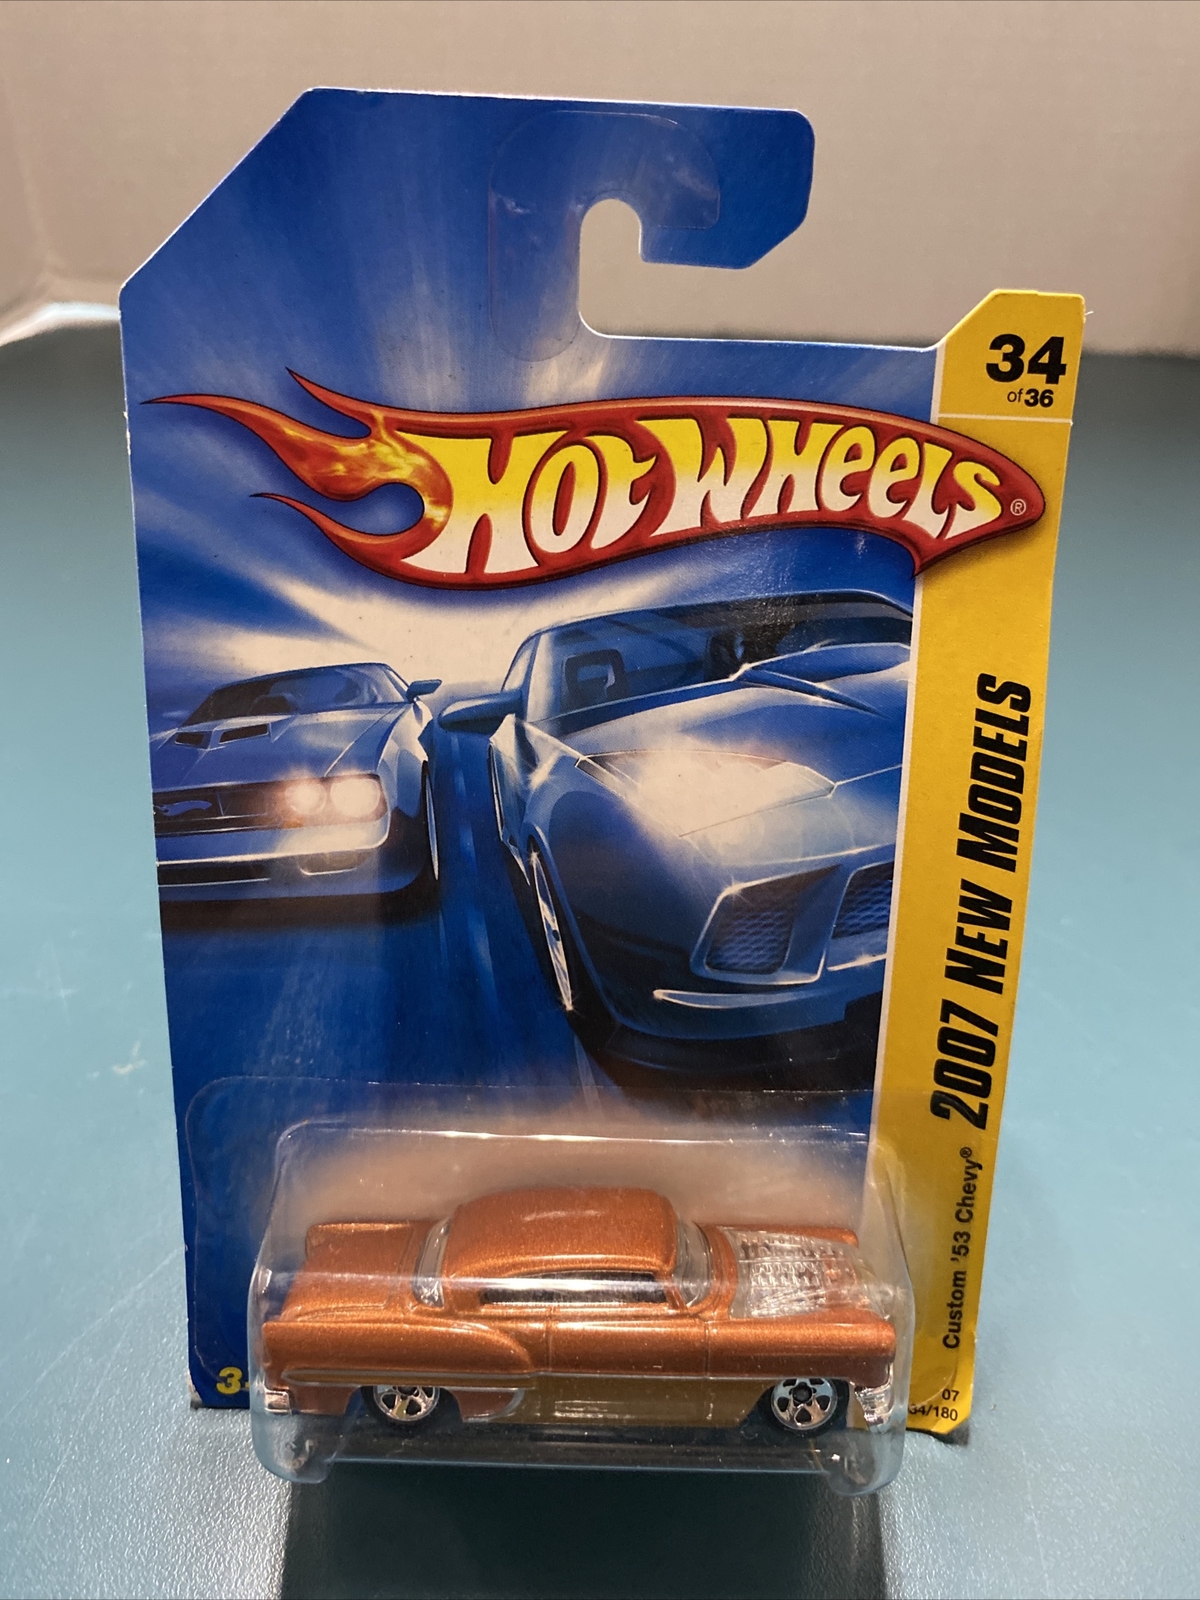 34
of 36
HOT WHEELS®
2007 NEW MODELS
Custom '53 Chevy®
07
34/180